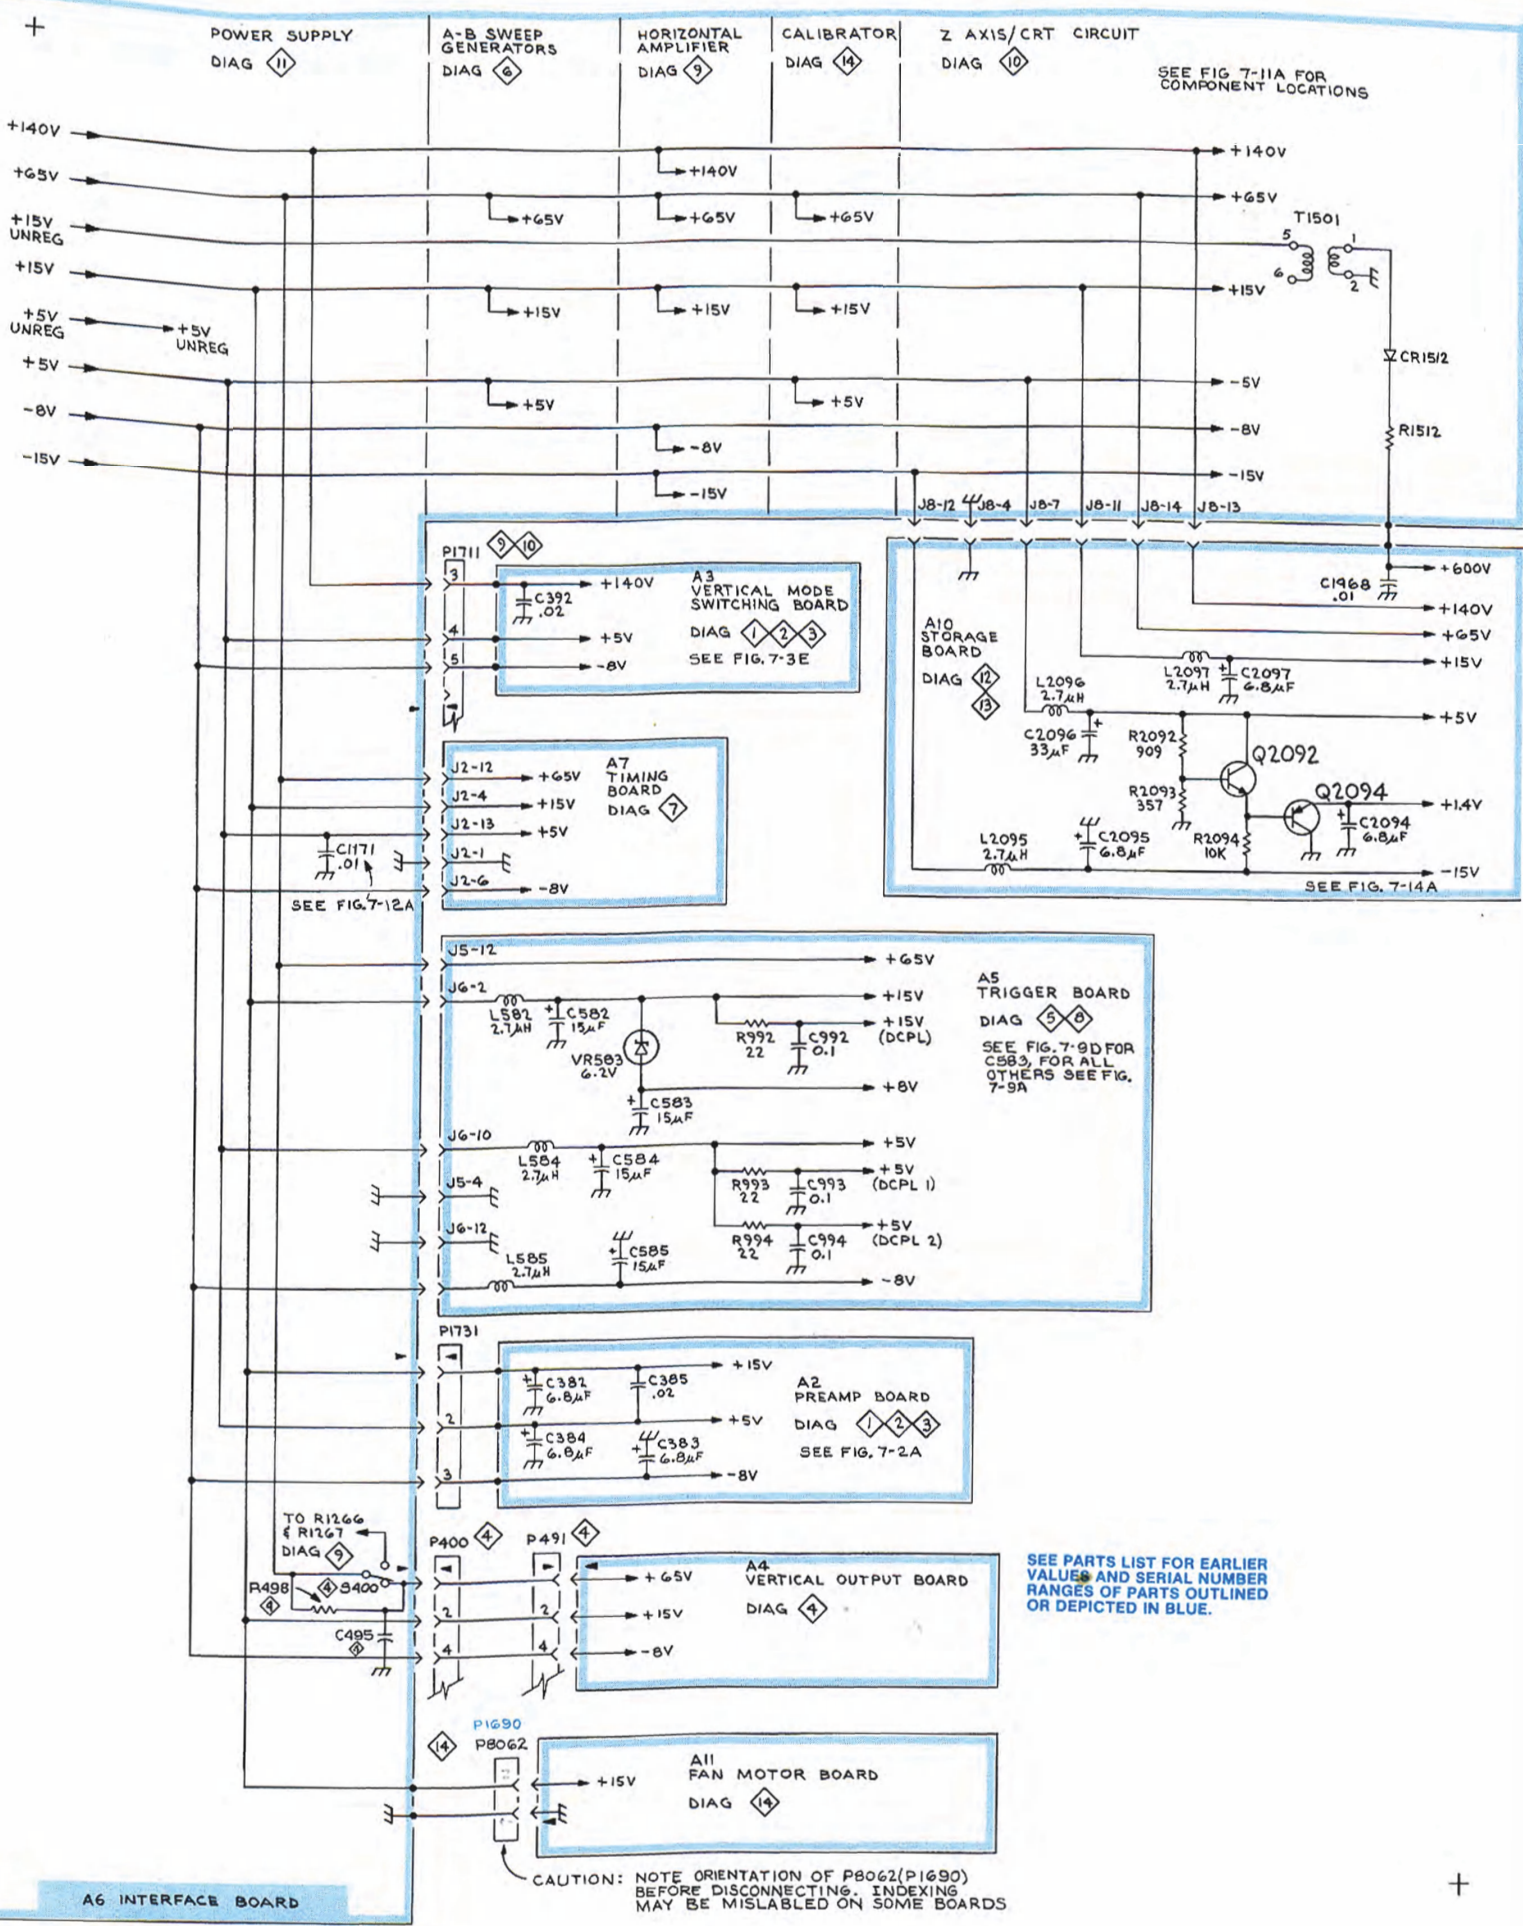 POWER SUPPLY
DIAG 11
A-B SWEEP
GENERATORS
DIAG 6
HORIZONTAL
AMPLIFIER
DIAG 9
CALIBRATOR
DIAG 14
Z AXIS/CRT CIRCUIT
DIAG 10
SEE FIG 7-11A FOR
COMPONENT LOCATIONS
+140V
+140V
+140V
+65V
+65V
+65V
+65V
+65V
+15V
UNREG
T1501
5
1
6
2
+15V
+15V
+15V
+15V
+15V
+5V
UNREG
+5V
UNREG
CR1512
+5V
+5V
+5V
-5V
-8V
-8V
-8V
R1512
-15V
-15V
-15V
J8-12
J8-4
J8-7
J8-11
J8-14
J8-13
P1711
9 10
3
+140V
C392
.02
4
+5V
5
-8V
A3
VERTICAL MODE
SWITCHING BOARD
DIAG 1 2 3
SEE FIG. 7-3E
+600V
C1968
.01
+140V
+65V
+15V
A10
STORAGE
BOARD
DIAG 12
13
L2097
2.7µH
C2097
6.8µF
L2096
2.7µH
+5V
C2096
33µF
R2092
909
Q2092
R2093
357
Q2094
+1.4V
C2094
6.8µF
L2095
2.7µH
C2095
6.8µF
R2094
10K
-15V
SEE FIG. 7-14A
J2-12
+65V
J2-4
+15V
J2-13
+5V
J2-1
J2-6
-8V
A7
TIMING
BOARD
DIAG 7
C1171
.01
SEE FIG.7-12A
J5-12
+65V
J6-2
+15V
L582
2.7µH
C582
15µF
VR583
6.2V
R992
22
C992
0.1
+15V
(DCPL)
+8V
C583
15µF
A5
TRIGGER BOARD
DIAG 5 8
SEE FIG.7-9D FOR
C583, FOR ALL
OTHERS SEE FIG.
7-9A
J6-10
+5V
L584
2.7µH
C584
15µF
R993
22
C993
0.1
+5V
(DCPL 1)
J5-4
J6-12
R994
22
C994
0.1
+5V
(DCPL 2)
L585
2.7µH
C585
15µF
-8V
P1731
+15V
C382
6.8µF
C385
.02
2
+5V
C384
6.8µF
C383
6.8µF
3
-8V
A2
PREAMP BOARD
DIAG 1 2 3
SEE FIG. 7-2A
TO R1266
& R1267
DIAG 9
R498
4
4 S400
C495
P400 4
P491 4
2
2
4
4
+65V
+15V
-8V
A4
VERTICAL OUTPUT BOARD
DIAG 4
SEE PARTS LIST FOR EARLIER
VALUES AND SERIAL NUMBER
RANGES OF PARTS OUTLINED
OR DEPICTED IN BLUE.
P1690
14
P8062
+15V
A11
FAN MOTOR BOARD
DIAG 14
CAUTION: NOTE ORIENTATION OF P8062(P1690)
BEFORE DISCONNECTING. INDEXING
MAY BE MISLABLED ON SOME BOARDS
A6 INTERFACE BOARD